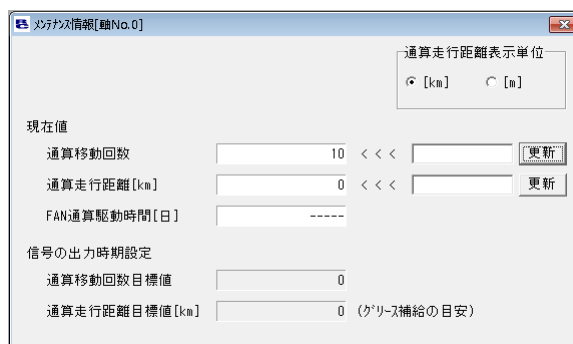 ﾒﾝﾃﾅﾝｽ情報[軸No.0]
通算走行距離表示単位
[km] [m]
現在値
通算移動回数 10 <<< 更新
通算走行距離[km] 0 <<< 更新
FAN通算駆動時間[日] -----
信号の出力時期設定
通算移動回数目標値 0
通算走行距離目標値[km] 0 (ｸﾞﾘｰｽ補給の目安)